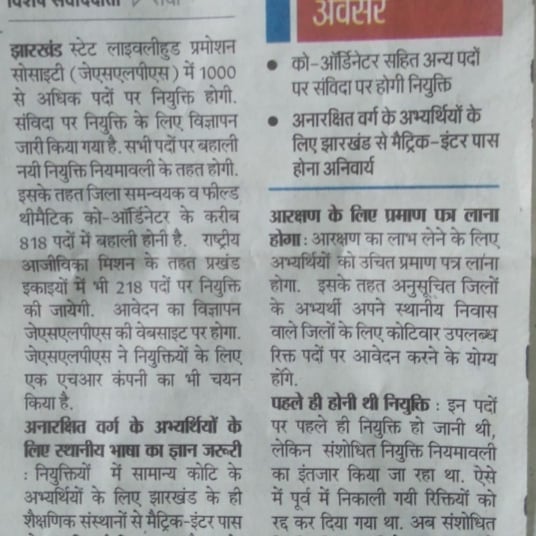 विशेष संवाददाता
झारखंड स्टेट लाइवलीहुड प्रमोशन
सोसाइटी (जेएसएलपीएस) में 1000
से अधिक पदों पर नियुक्ति होगी.
संविदा पर नियुक्ति के लिए विज्ञापन
जारी किया गया है. सभी पदों पर बहाली
नयी नियुक्ति नियमावली के तहत होगी.
इसके तहत जिला समन्वयक व फील्ड
थीमैटिक को-ऑर्डिनेटर के करीब
818 पदों में बहाली होनी है. राष्ट्रीय
आजीविका मिशन के तहत प्रखंड
इकाइयों में भी 218 पदों पर नियुक्ति
की जायेगी. आवेदन का विज्ञापन
जेएसएलपीएस की वेबसाइट पर होगा.
जेएसएलपीएस ने नियुक्तियों के लिए
एक एचआर कंपनी का भी चयन
किया है.
अनारक्षित वर्ग के अभ्यर्थियों के
लिए स्थानीय भाषा का ज्ञान जरूरी
: नियुक्तियों में सामान्य कोटि के
अभ्यर्थियों के लिए झारखंड के ही
शैक्षणिक संस्थानों से मैट्रिक-इंटर पास
अवसर
• को-ऑर्डिनेटर सहित अन्य पदों
पर संविदा पर होगी नियुक्ति
• अनारक्षित वर्ग के अभ्यर्थियों के
लिए झारखंड से मैट्रिक-इंटर पास
होना अनिवार्य
आरक्षण के लिए प्रमाण पत्र लाना
होगा : आरक्षण का लाभ लेने के लिए
अभ्यर्थियों को उचित प्रमाण पत्र लाना
होगा. इसके तहत अनुसूचित जिलों
के अभ्यर्थी अपने स्थानीय निवास
वाले जिलों के लिए कोटिवार उपलब्ध
रिक्त पदों पर आवेदन करने के योग्य
होंगे.
पहले ही होनी थी नियुक्ति : इन पदों
पर पहले ही नियुक्ति हो जानी थी,
लेकिन संशोधित नियुक्ति नियमावली
का इंतजार किया जा रहा था. ऐसे
में पूर्व में निकाली गयी रिक्तियों को
रद्द कर दिया गया था. अब संशोधित